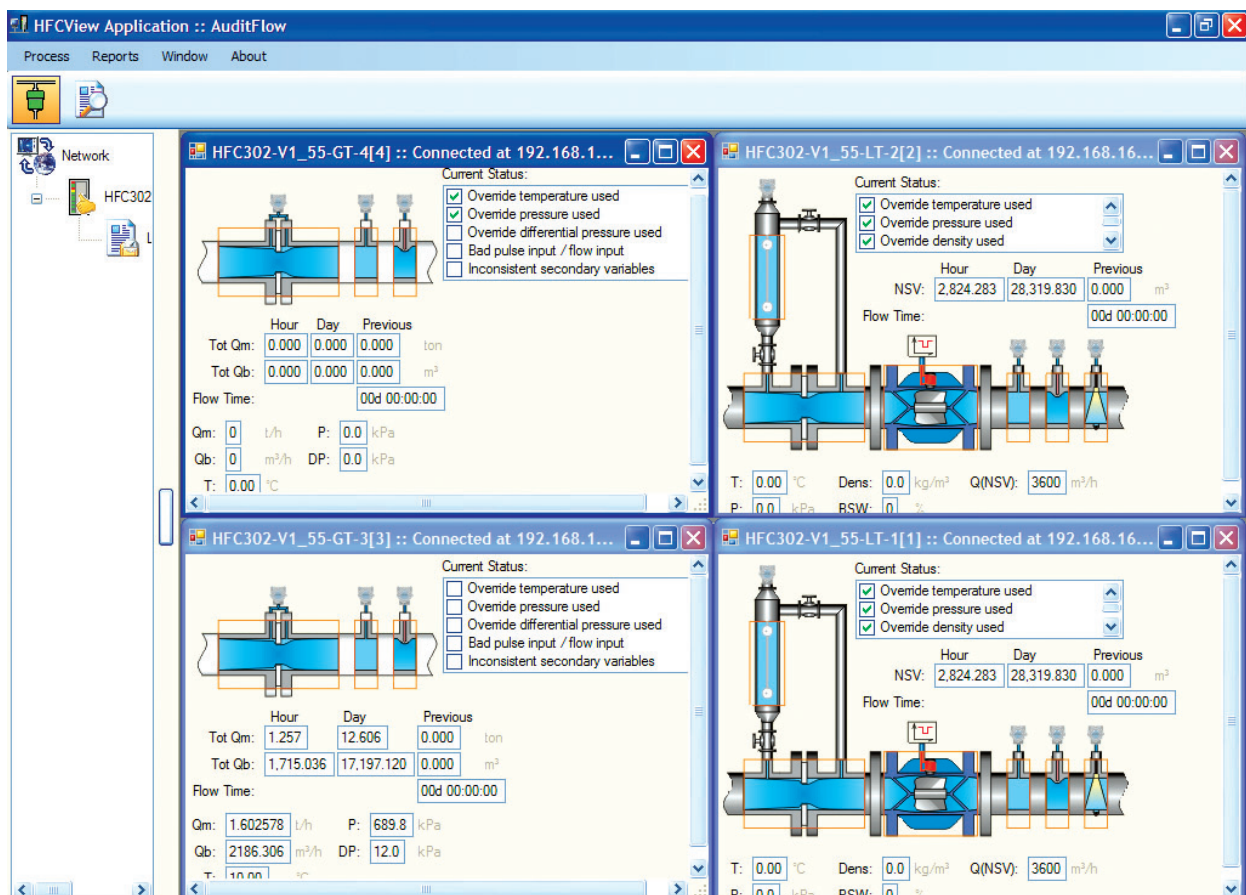 HFCView Application :: AuditFlow
Process Reports Window About
Network
HFC302
L
HFC302-V1_55-GT-4[4] :: Connected at 192.168.1...
Current Status:
Override temperature used
Override pressure used
Override differential pressure used
Bad pulse input / flow input
Inconsistent secondary variables
Hour Day Previous
Tot Qm: 0.000 0.000 0.000 ton
Tot Qb: 0.000 0.000 0.000 m³
Flow Time: 00d 00:00:00
Qm: 0 t/h P: 0.0 kPa
Qb: 0 m³/h DP: 0.0 kPa
T: 0.00 °C
HFC302-V1_55-LT-2[2] :: Connected at 192.168.16...
Current Status:
Override temperature used
Override pressure used
Override density used
Hour Day Previous
NSV: 2,824.283 28,319.830 0.000 m³
Flow Time: 00d 00:00:00
T: 0.00 °C Dens: 0.0 kg/m³ Q(NSV): 3600 m³/h
P: 0.0 kPa BSW: 0 %
HFC302-V1_55-GT-3[3] :: Connected at 192.168.1...
Current Status:
Override temperature used
Override pressure used
Override differential pressure used
Bad pulse input / flow input
Inconsistent secondary variables
Hour Day Previous
Tot Qm: 1.257 12.606 0.000 ton
Tot Qb: 1,715.036 17,197.120 0.000 m³
Flow Time: 00d 00:00:00
Qm: 1.602578 t/h P: 689.8 kPa
Qb: 2186.306 m³/h DP: 12.0 kPa
T: 10.00 °C
HFC302-V1_55-LT-1[1] :: Connected at 192.168.16...
Current Status:
Override temperature used
Override pressure used
Override density used
Hour Day Previous
NSV: 2,824.283 28,319.830 0.000 m³
Flow Time: 00d 00:00:00
T: 0.00 °C Dens: 0.0 kg/m³ Q(NSV): 3600 m³/h
P: 0.0 kPa BSW: 0 %